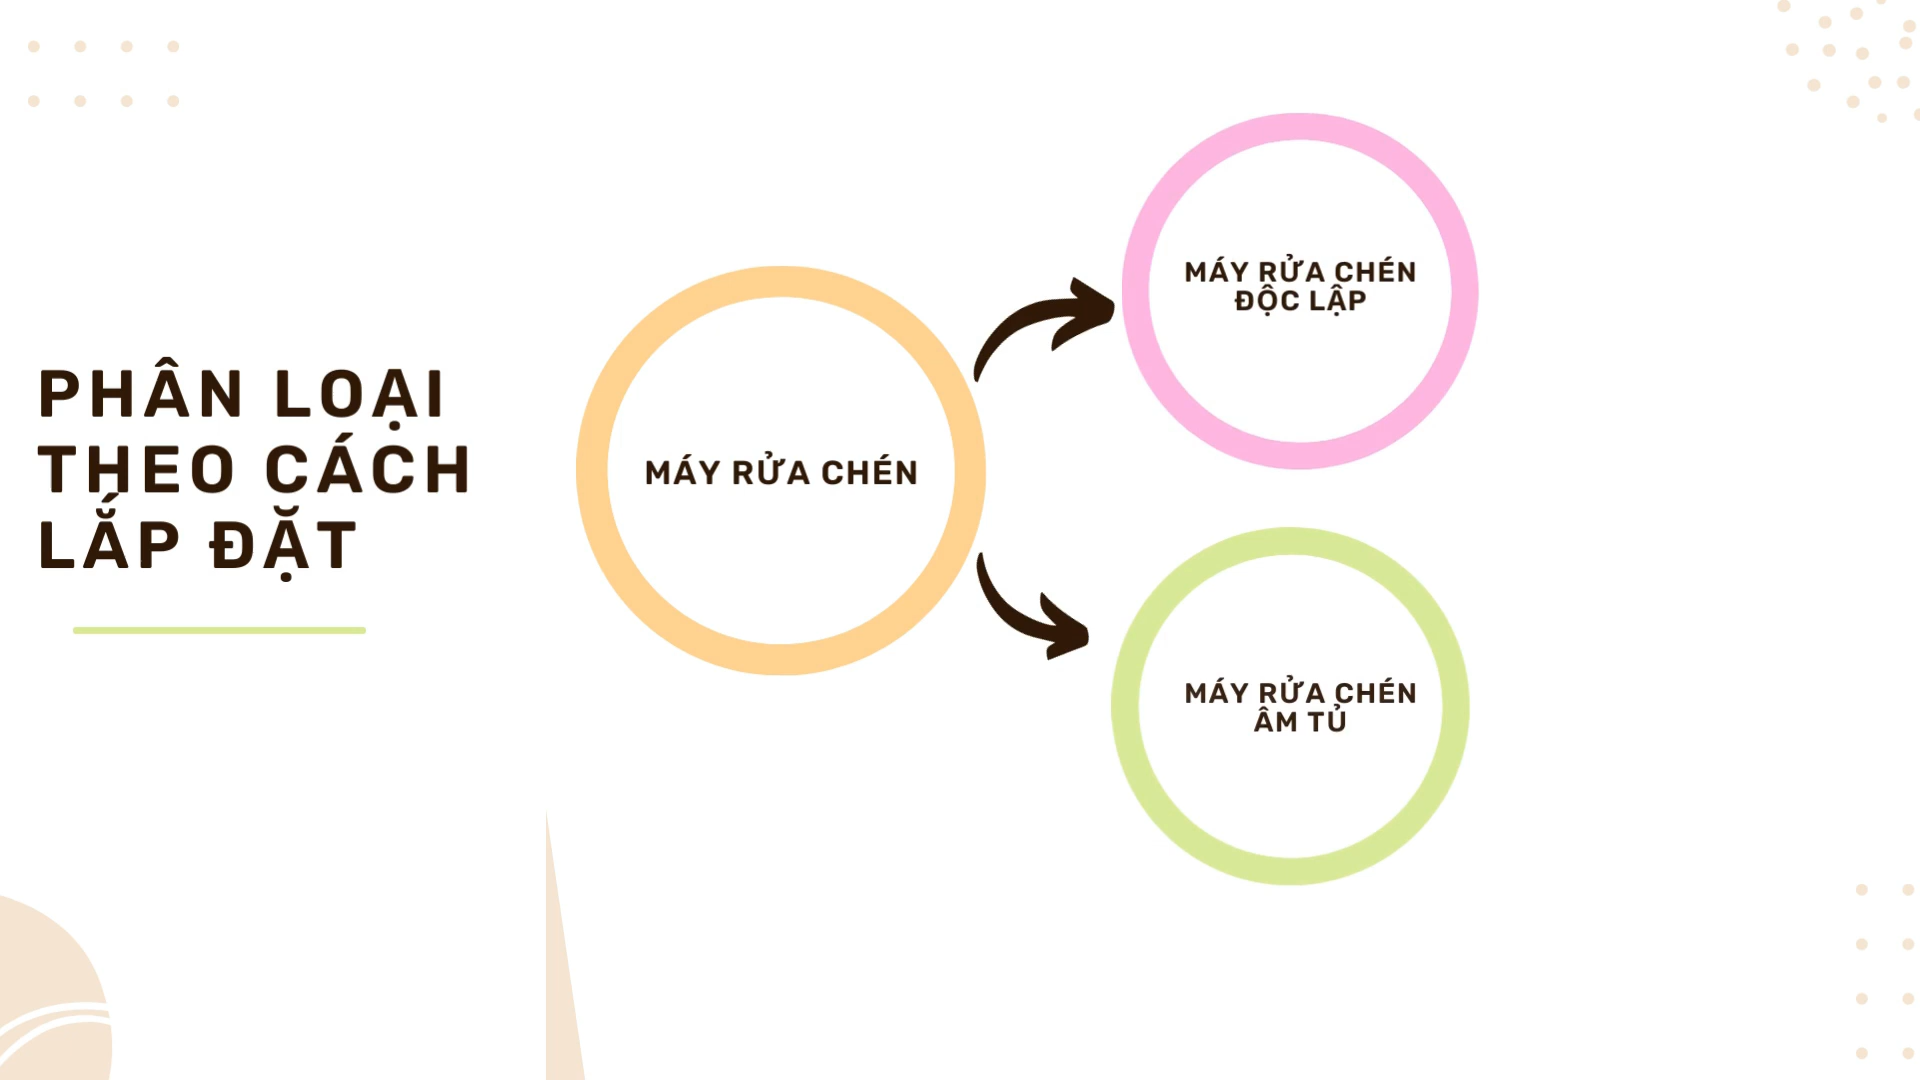 PHÂN LOẠI
THEO CÁCH
LẮP ĐẶT
MÁY RỬA CHÉN
MÁY RỬA CHÉN
ĐỘC LẬP
MÁY RỬA CHÉN
ÂM TỦ